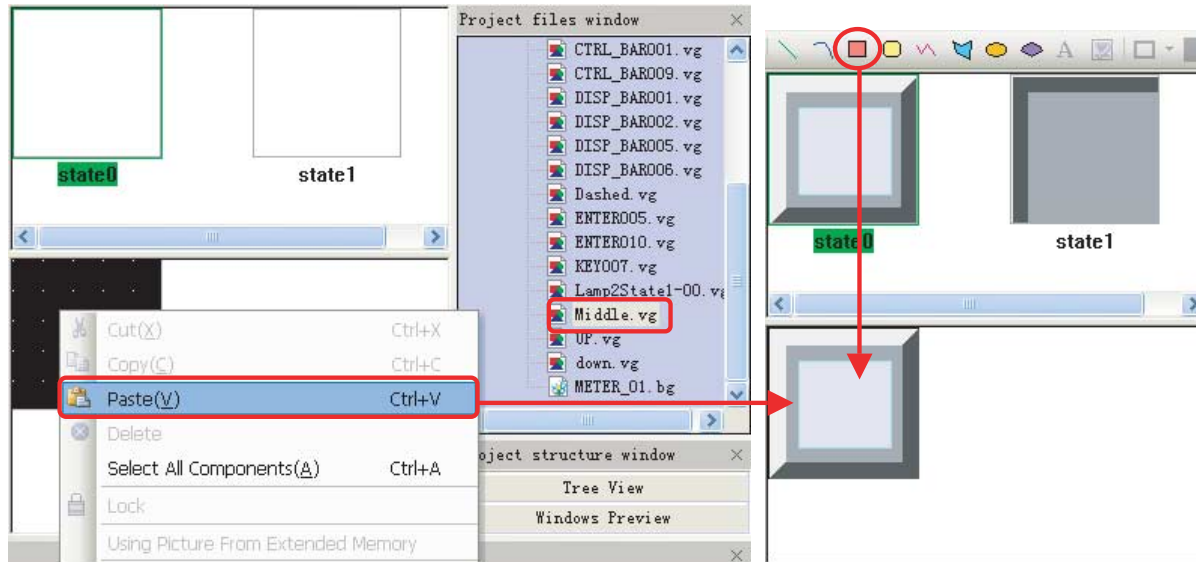 state0
state1
Project files window
CTRL_BAR001.vg
CTRL_BAR009.vg
DISP_BAR001.vg
DISP_BAR002.vg
DISP_BAR005.vg
DISP_BAR006.vg
Dashed.vg
ENTER005.vg
ENTER010.vg
KEY007.vg
Lamp2State1-00.vg
Middle.vg
UP.vg
down.vg
METER_01.bg
oject structure window
Tree View
Windows Preview
Cut(X) Ctrl+X
Copy(C) Ctrl+C
Paste(V) Ctrl+V
Delete
Select All Components(A) Ctrl+A
Lock
Using Picture From Extended Memory
A
state0
state1